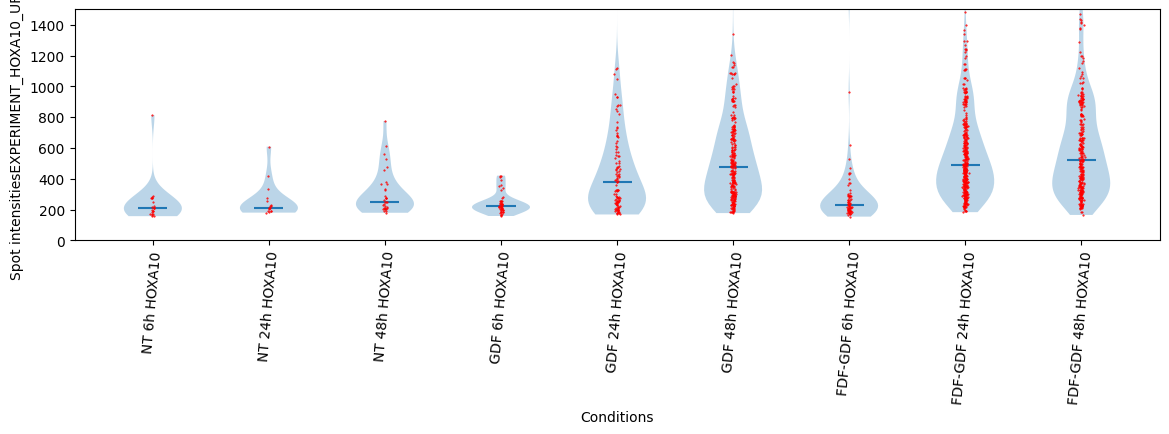 Spot intensitiesEXPERIMENT_HOXA10_UF
1400
1200
1000
800
600
400
200
0
NT 6h HOXA10
NT 24h HOXA10
NT 48h HOXA10
GDF 6h HOXA10
GDF 24h HOXA10
GDF 48h HOXA10
FDF-GDF 6h HOXA10
FDF-GDF 24h HOXA10
FDF-GDF 48h HOXA10
Conditions